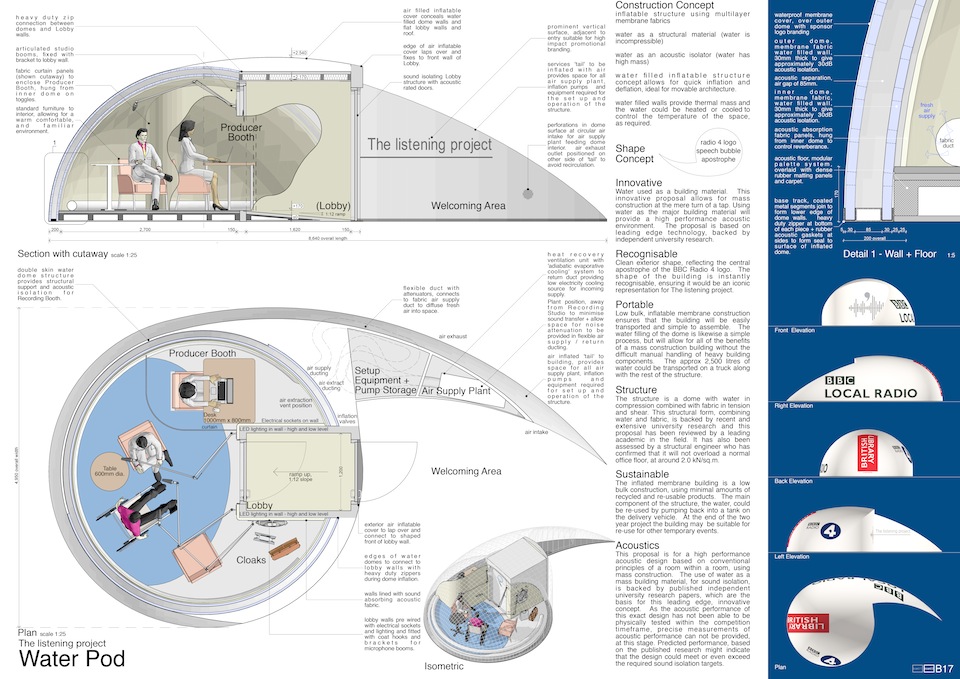 heavy duty zip
connection between
domes and Lobby
walls.
articulated studio
booms, fixed with
bracket to lobby wall.
fabric curtain panels
(shown cutaway) to
enclose Producer
Booth, hung from
inner dome on
toggles.
standard furniture to
interior, allowing for a
warm comfortable,
and familiar
environment.
air filled inflatable
cover conceals water
filled dome walls and
flat lobby walls and
roof.
edge of air inflatable
cover laps over and
fixes to front wall of
Lobby.
sound isolating Lobby
structure with acoustic
rated doors.
prominent vertical
surface, adjacent to
entry suitable for high
impact promotional
branding.
services 'tail' to be
inflated with air
provides space for all
air supply plant,
inflation pumps and
equipment required for
the set up and
operation of the
structure.
perforations in dome
surface at circular air
intake for air supply
plant feeding dome
interior. air exhaust
outlet positioned on
other side of 'tail' to
avoid recirculation.
+2,560
Producer
Booth
(Lobby)
1:12 ramp
The listening project
Welcoming Area
200
2,700
150
1,820
150
9,640 overall length
Section with cutaway scale 1:25
double skin water
dome structure
provides structural
support and acoustic
isolation for
Recording Booth.
flexible duct with
attenuators, connects
to fabric air supply
duct to diffuse fresh
air into space.
heat recovery
ventilation unit with
'adiabatic evaporative
cooling' system to
return duct providing
low electricity cooling
source for incoming
supply.
Plant position, away
from Recording
Studio to minimise
sound transfer + allow
space for noise
attenuation to be
provided in flexible air
supply / return
ducting.
air inflated 'tail' to
building, provides
space for all air
supply plant, inflation
pumps and
equipment required
for set up and
operation of the
structure.
air exhaust
Producer Booth
air supply
ducting
air extract
ducting
Setup
Equipment +
Pump Storage
Air Supply Plant
air extraction
vent position
inflation
valves
air intake
Desk
1000mm x 800mm
curtain
Electrical sockets on wall
LED lighting in wall - high and low level
Table
600mm dia.
ramp up,
1:12 slope
1,200
Welcoming Area
Lobby
LED lighting in wall - high and low level
Cloaks
4,350 overall width
exterior air inflatable
cover to lap over and
connect to shaped
front of lobby wall.
edges of water
domes to connect to
lobby walls with
heavy duty zippers
during dome inflation.
walls lined with sound
absorbing acoustic
fabric.
lobby walls pre wired
with electrical sockets
and lighting and fitted
with coat hooks and
brackets for
microphone booms.
Isometric
Plan scale 1:25
The listening project
Water Pod
Construction Concept
inflatable structure using multilayer
membrane fabrics
water as a structural material (water is
incompressible)
water as an acoustic isolator (water has
high mass)
water filled inflatable structure
concept allows for quick inflation and
deflation, ideal for movable architecture.
water filled walls provide thermal mass and
the water could be heated or cooled to
control the temperature of the space,
as required.
Shape
Concept
radio 4 logo
speech bubble
apostrophe
Innovative
Water used as a building material. This
innovative proposal allows for mass
construction at the mere turn of a tap. Using
water as the major building material will
provide a high performance acoustic
environment. The proposal is based on
leading edge technology, backed by
independent university research.
Recognisable
Clean exterior shape, reflecting the central
apostrophe of the BBC Radio 4 logo. The
shape of the building is instantly
recognisable, ensuring it would be an iconic
representation for The listening project.
Portable
Low bulk, inflatable membrane construction
ensures that the building will be easily
transported and simple to assemble. The
water filling of the dome is likewise a simple
process, but will allow for all of the benefits
of a mass construction building without the
difficult manual handling of heavy building
components. The approx 2,500 litres of
water could be transported on a truck along
with the rest of the structure.
Structure
The structure is a dome with water in
compression combined with fabric in tension
and shear. This structural form, combining
water and fabric, is backed by recent and
extensive university research and this
proposal has been reviewed by a leading
academic in the field. It has also been
assessed by a structural engineer who has
confirmed that it will not overload a normal
office floor, at around 2.0 kN/sq.m.
Sustainable
The inflated membrane building is a low
bulk construction, using minimal amounts of
recycled and re-usable products. The main
component of the structure, the water, could
be re-used by pumping back into a tank on
the delivery vehicle. At the end of the two
year project the building may be suitable for
re-use for other temporary events.
Acoustics
This proposal is for a high performance
acoustic design based on conventional
principles of a room within a room, using
mass construction. The use of water as a
mass building material, for sound isolation,
is backed by published independent
university research papers, which are the
basis for this leading edge, innovative
concept. As the acoustic performance of
this exact design has not been able to be
physically tested within the competition
timeframe, precise measurements of
acoustic performance can not be provided,
at this stage. Predicted performance, based
on the published research might indicate
that the design could meet or even exceed
the required sound isolation targets.
waterproof membrane
cover, over outer
dome with sponsor
logo branding
outer dome,
membrane fabric
water filled wall,
30mm thick to give
approximately 30dB
acoustic isolation.
acoustic separation,
air gap of 85mm.
inner dome,
membrane fabric,
water filled wall,
30mm thick to give
approximately 30dB
acoustic isolation.
acoustic absorption
fabric panels, hung
from inner dome to
control reverberance.
acoustic floor, modular
palette system,
overlaid with dense
rubber matting panels
and carpet.
base track, coated
metal segments join to
form lower edge of
dome walls. heavy
duty zipper at bottom
of each piece + rubber
acoustic gaskets at
sides to form seal to
surface of inflated
dome.
fresh
air
supply
fabric
duct
170
5 30 85 30 25 25
200 overall
Detail 1 - Wall + Floor 1:5
BBC
LOC
Front Elevation
BBC
LOCAL RADIO
Right Elevation
BRITISH
LIBRARY
Back Elevation
4
The listening project
Left Elevation
BRITISH
LIBRARY
BBC
4
Plan
B17